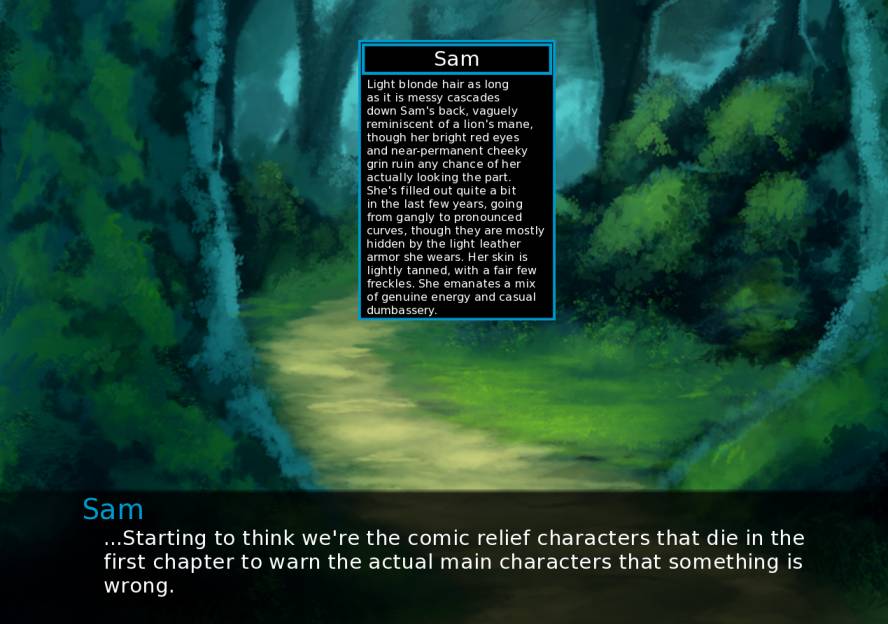 Sam
Light blonde hair as long
as it is messy cascades
down Sam's back, vaguely
reminiscent of a lion's mane,
though her bright red eyes
and near-permanent cheeky
grin ruin any chance of her
actually looking the part.
She's filled out quite a bit
in the last few years, going
from gangly to pronounced
curves, though they are mostly
hidden by the light leather
armor she wears. Her skin is
lightly tanned, with a fair few
freckles. She emanates a mix
of genuine energy and casual
dumbassery.
Sam
...Starting to think we're the comic relief characters that die in the
first chapter to warn the actual main characters that something is
wrong.